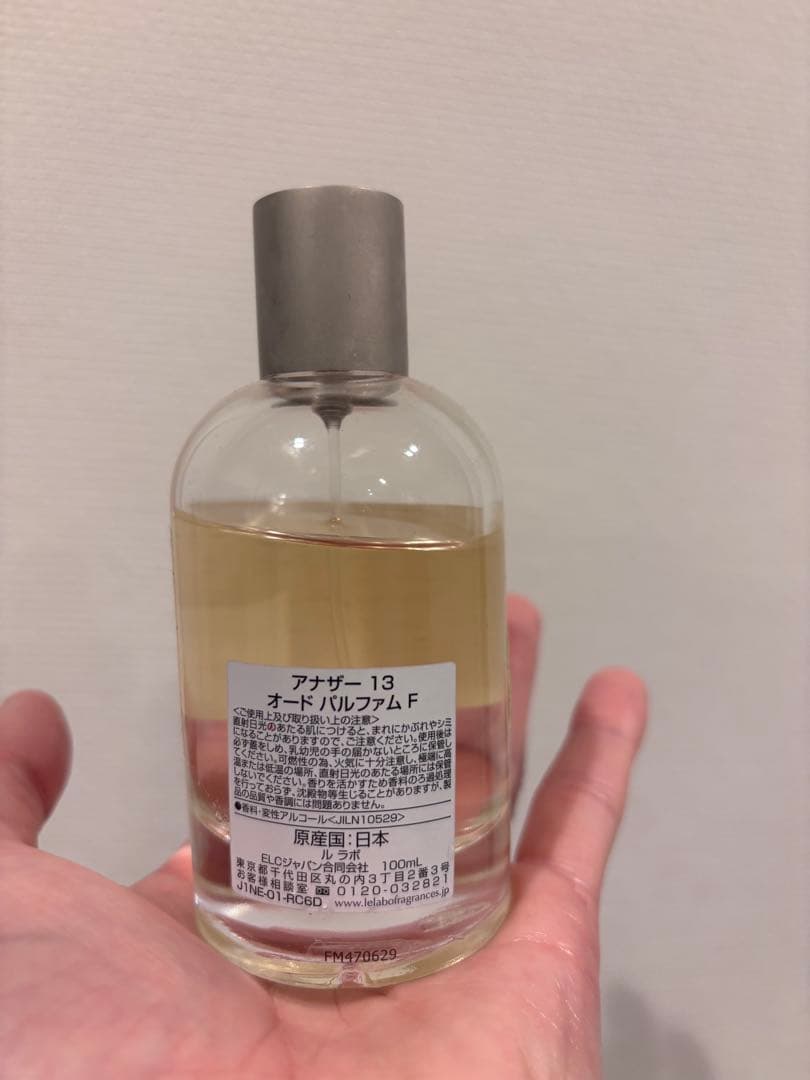 アナザー 13
オード パルファム F
<ご使用上及び取り扱い上の注意>
直射日光のあたる肌につけると、まれにかぶれやシミ
になることがありますので、ご注意ください。使用後は
必ず蓋をしめ、乳幼児の手の届かないところに保管し
てください。可燃性の為、火気に十分注意し、極端に高
温または低温の場所、直射日光のあたる場所には保管
しないでください。香りを活かすため香料のろ過処理
を行っておらず、沈殿物等生じることがありますが、製
品の品質や香調には問題ありません。
●香料・変性アルコール<JILN10529>
原産国:日本
ル ラボ
ELCジャパン合同会社 100mL
東京都千代田区丸の内3丁目2番3号
お客様相談室 0120-032821
J1NE-01-RC6D www.lelabofragrances.jp
FM470629